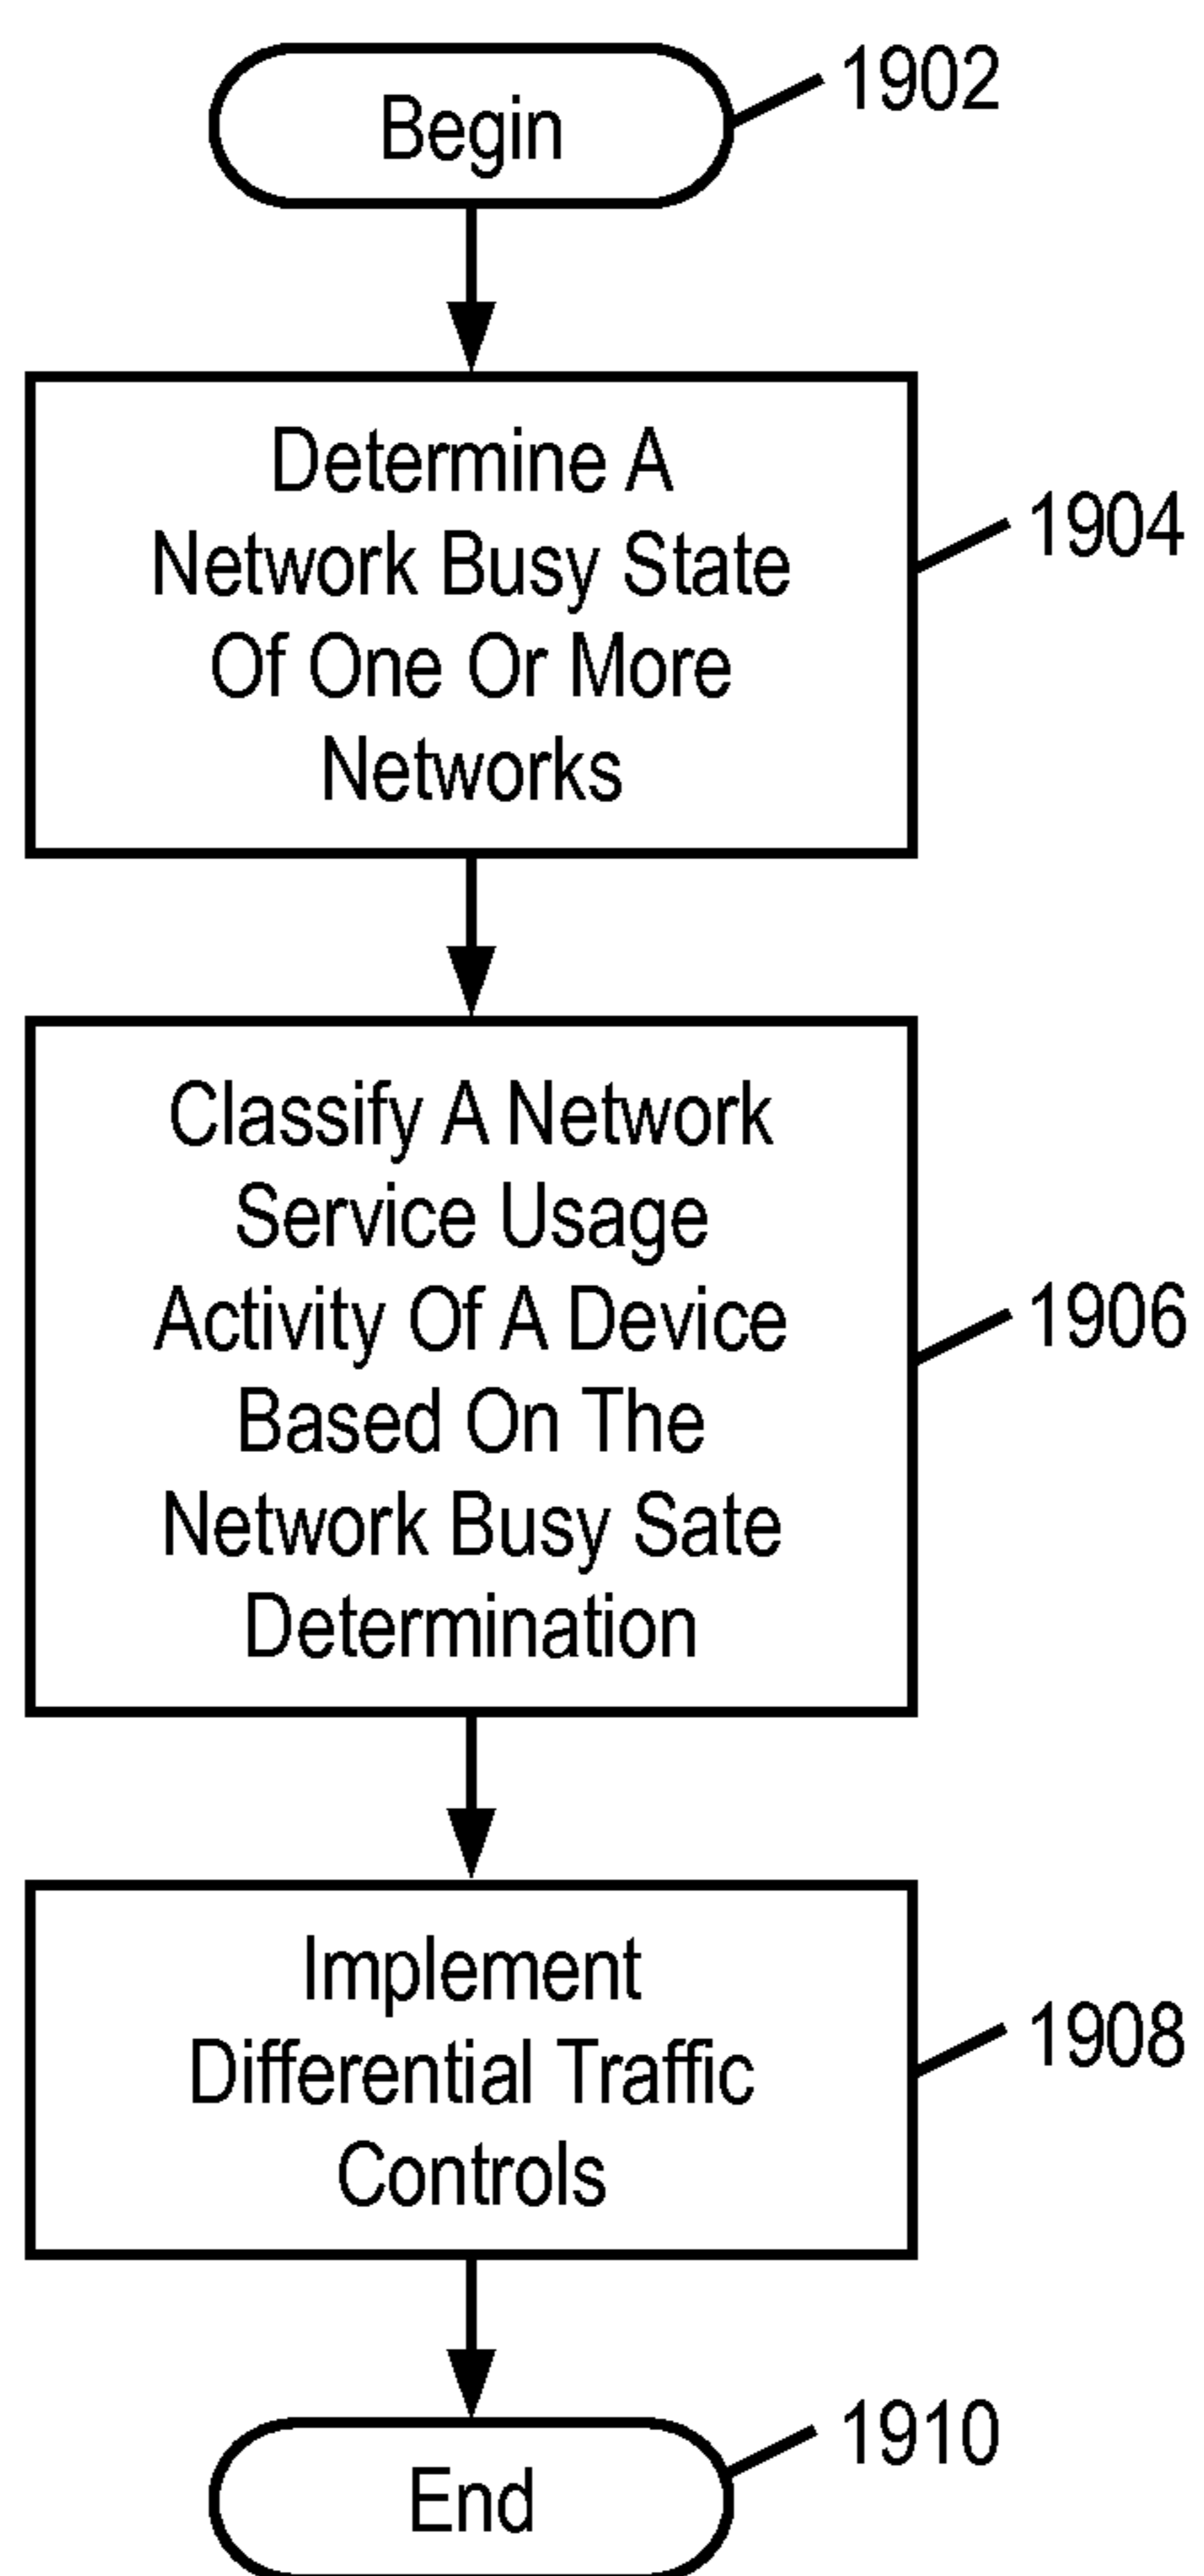 Begin
1902
Determine A
Network Busy State
Of One Or More
Networks
1904
Classify A Network
Service Usage
Activity Of A Device
Based On The
Network Busy Sate
Determination
1906
Implement
Differential Traffic
Controls
1908
End
1910